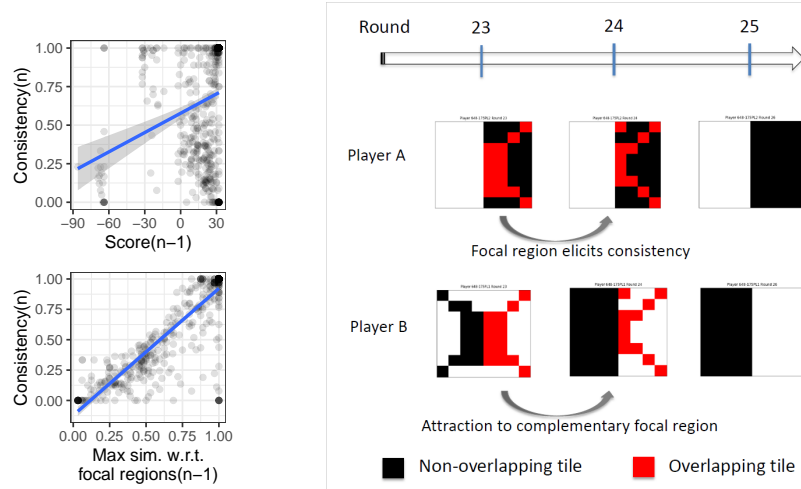 1.00
0.75
0.50
0.25
0.00
Consistency(n)
−90 −60 −30 0 30
Score(n−1)
1.00
0.75
0.50
0.25
0.00
Consistency(n)
0.00 0.25 0.50 0.75 1.00
Max sim. w.r.t.
focal regions(n−1)
Round 23 24 25
Player A
Focal region elicits consistency
Player B
Attraction to complementary focal region
Non-overlapping tile Overlapping tile